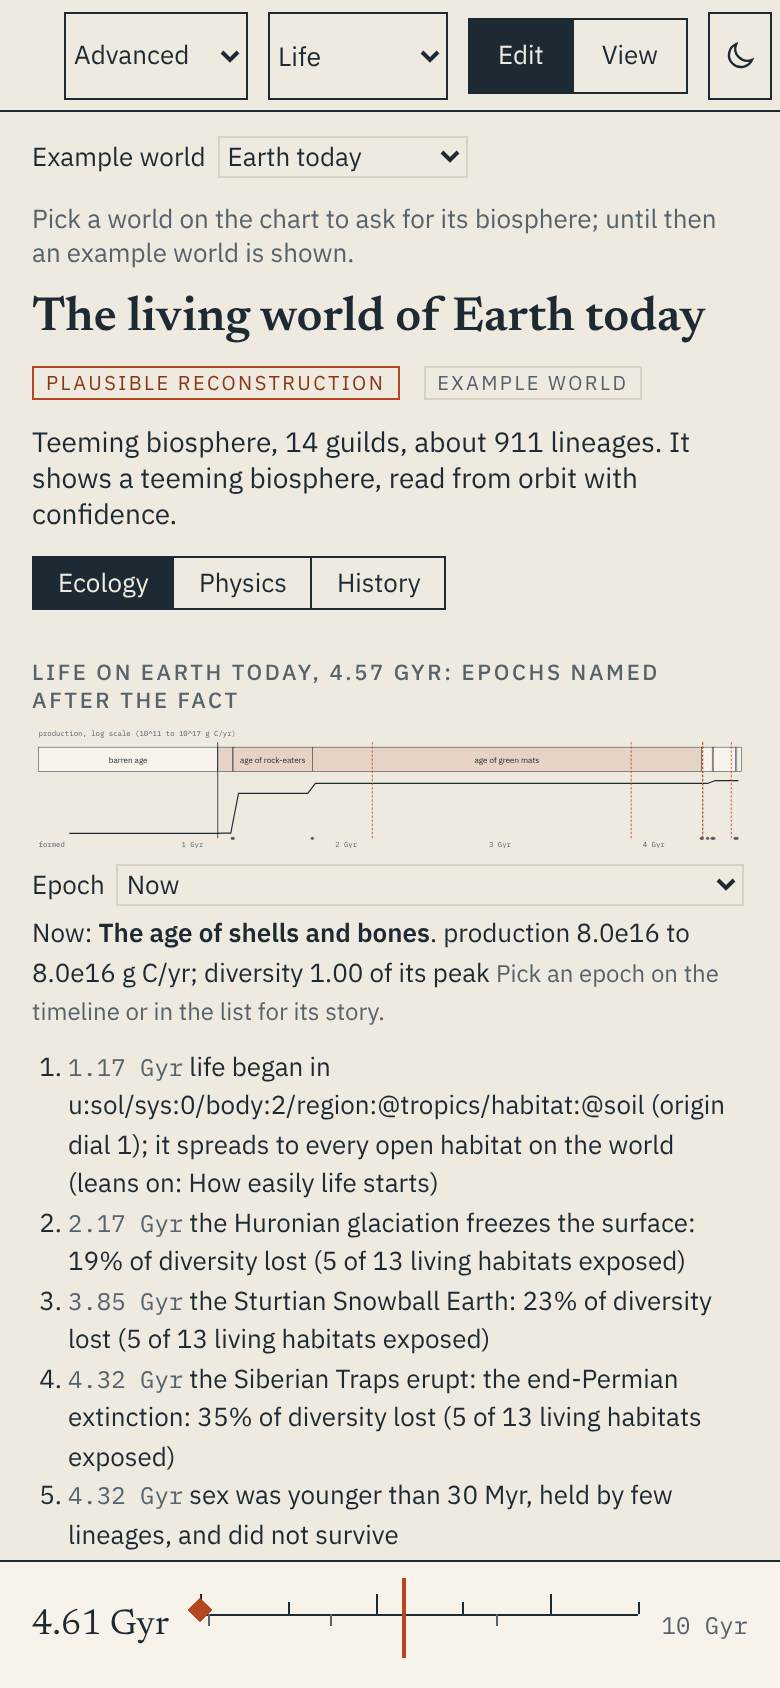 Advanced
Life
Edit
View
Example world
Earth today
Pick a world on the chart to ask for its biosphere; until then
an example world is shown.
The living world of Earth today
PLAUSIBLE RECONSTRUCTION
EXAMPLE WORLD
Teeming biosphere, 14 guilds, about 911 lineages. It
shows a teeming biosphere, read from orbit with
confidence.
Ecology
Physics
History
LIFE ON EARTH TODAY, 4.57 GYR: EPOCHS NAMED
AFTER THE FACT
production, log scale (10^11 to 10^17 g C/yr)
barren age
age of rock-eaters
age of green mats
formed
1 Gyr
2 Gyr
3 Gyr
4 Gyr
Epoch
Now
Now: The age of shells and bones. production 8.0e16 to
8.0e16 g C/yr; diversity 1.00 of its peak Pick an epoch on the
timeline or in the list for its story.
1. 1.17 Gyr life began in
u:sol/sys:0/body:2/region:@tropics/habitat:@soil (origin
dial 1); it spreads to every open habitat on the world
(leans on: How easily life starts)
2. 2.17 Gyr the Huronian glaciation freezes the surface:
19% of diversity lost (5 of 13 living habitats exposed)
3. 3.85 Gyr the Sturtian Snowball Earth: 23% of diversity
lost (5 of 13 living habitats exposed)
4. 4.32 Gyr the Siberian Traps erupt: the end-Permian
extinction: 35% of diversity lost (5 of 13 living habitats
exposed)
5. 4.32 Gyr sex was younger than 30 Myr, held by few
lineages, and did not survive
4.61 Gyr
10 Gyr